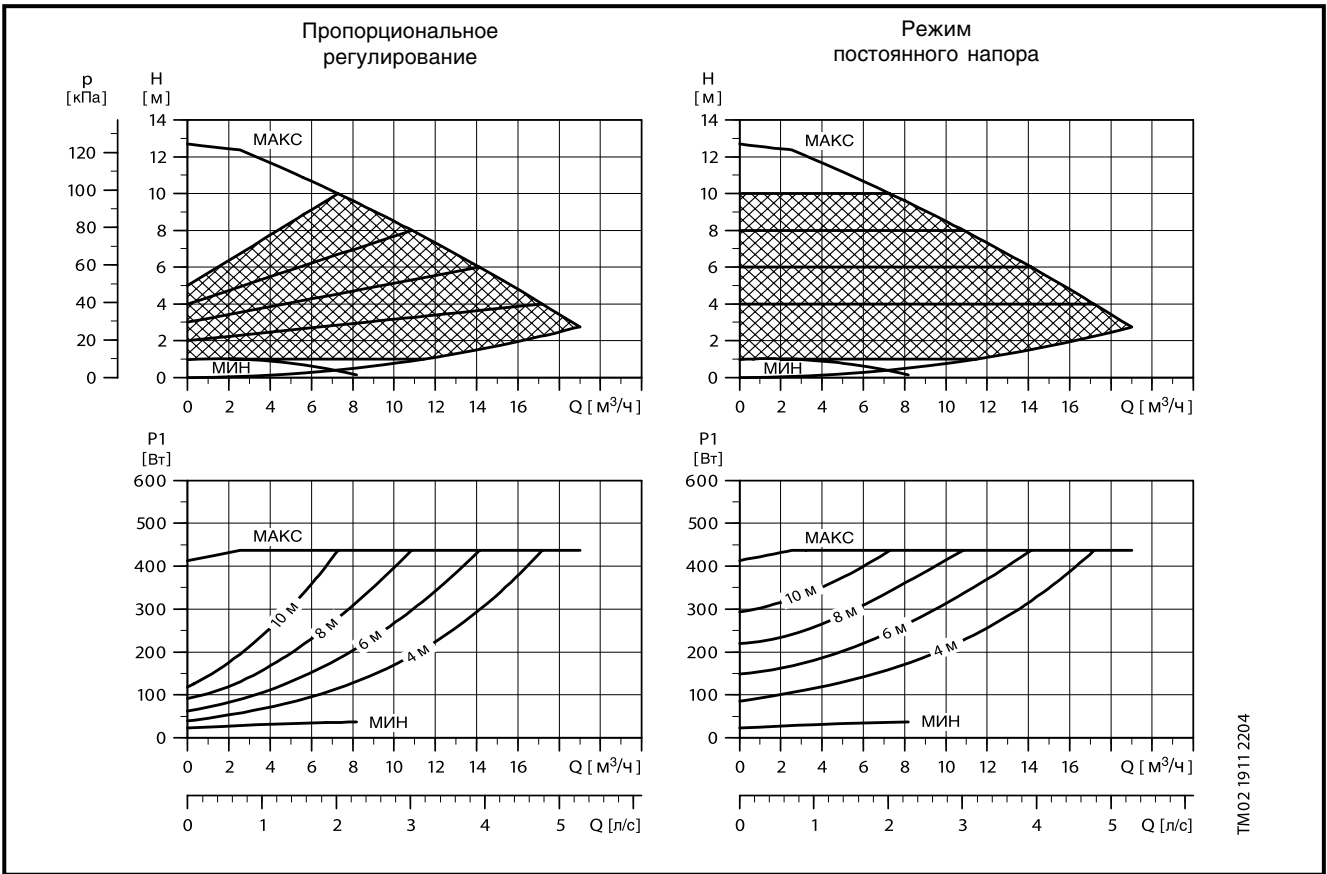 Пропорциональное
регулирование
Режим
постоянного напора
p
[кПа]
H
[м]
14
12
10
8
6
4
2
0
120
100
80
60
40
20
0
МАКС
МИН
0 2 4 6 8 10 12 14 16 Q [м³/ч]
H
[м]
14
12
10
8
6
4
2
0
МАКС
МИН
0 2 4 6 8 10 12 14 16 Q [м³/ч]
P1
[Вт]
600
500
400
300
200
100
0
МАКС
10 м
8 м
6 м
4 м
МИН
0 2 4 6 8 10 12 14 16 Q [м³/ч]
0 1 2 3 4 5 Q [л/с]
P1
[Вт]
600
500
400
300
200
100
0
МАКС
10 м
8 м
6 м
4 м
МИН
0 2 4 6 8 10 12 14 16 Q [м³/ч]
0 1 2 3 4 5 Q [л/с]
TM02 1911 2204